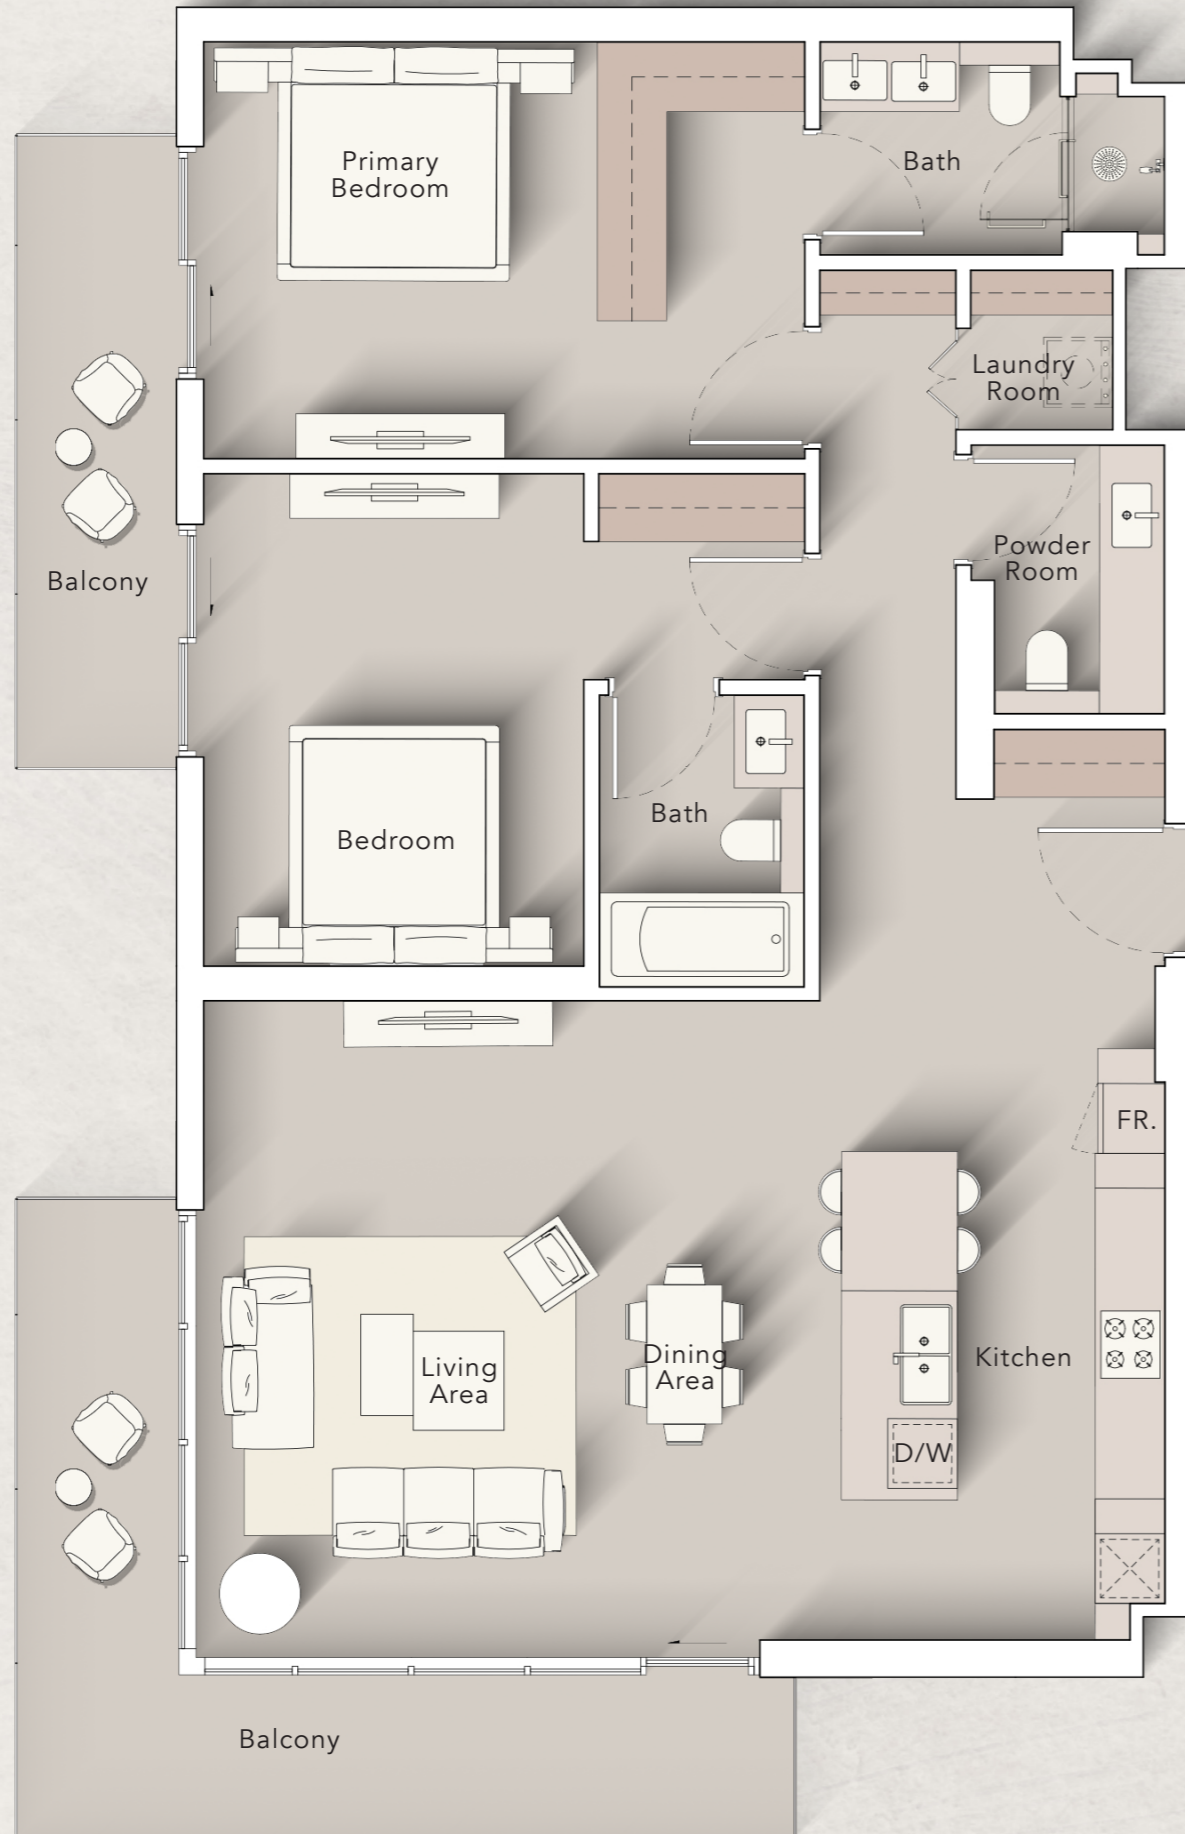 Primary
Bedroom
Bath
Laundry
Room
Powder
Room
Balcony
Bath
Bedroom
FR.
Living
Area
Dining
Area
Kitchen
D/W
Balcony